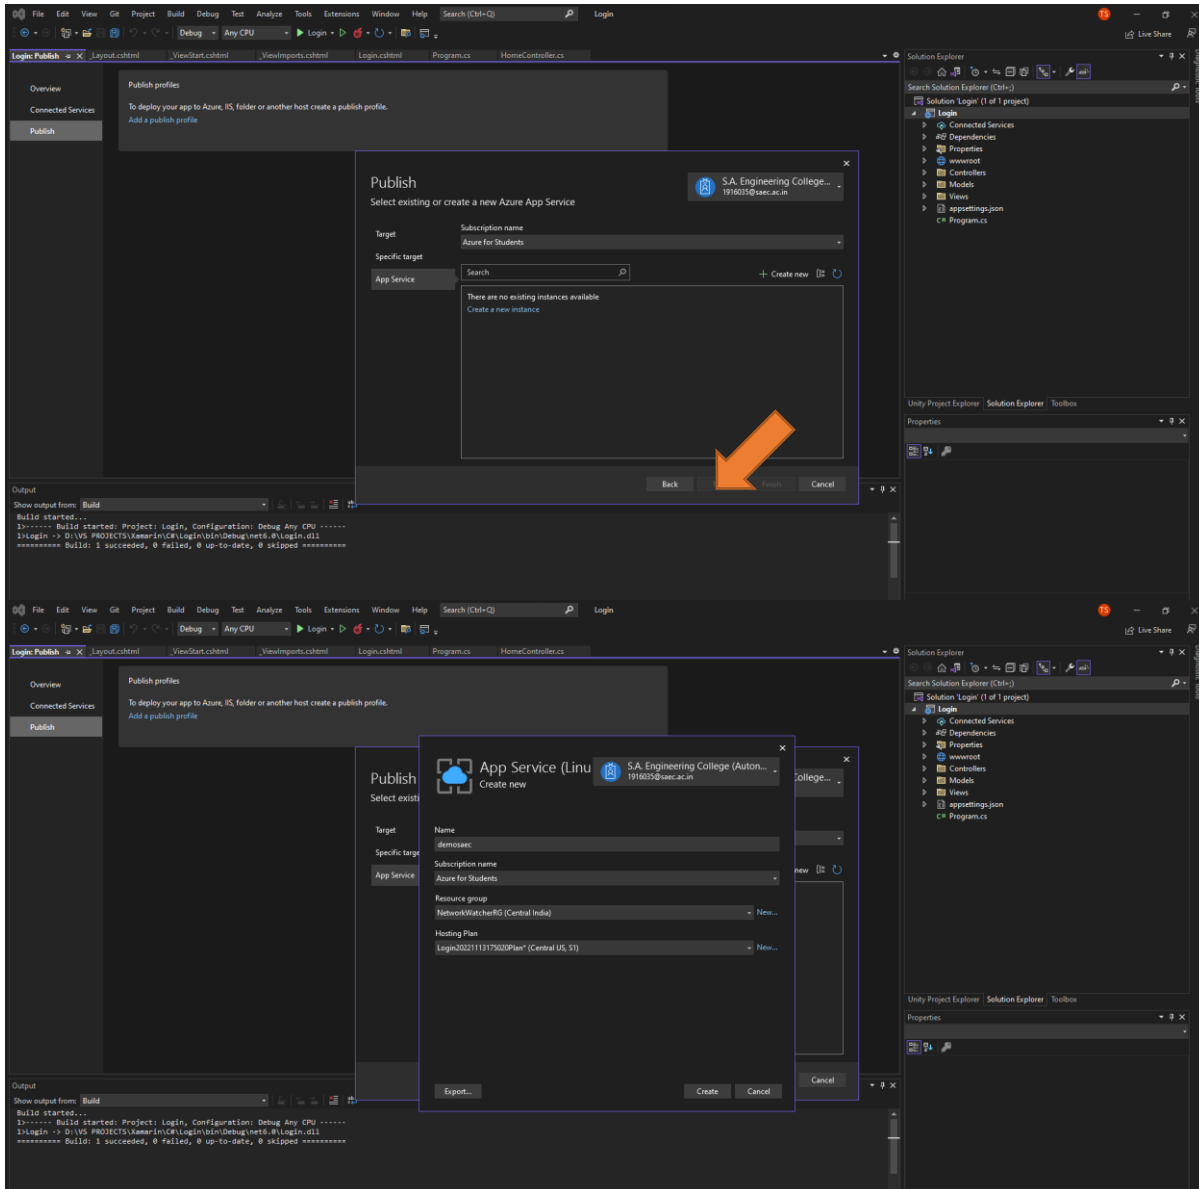 File Edit View Git Project Build Debug Test Analyze Tools Extensions Window Help Search (Ctrl+Q) Login TS
Debug Any CPU Login Live Share
Login: Publish _Layout.cshtml _ViewStart.cshtml _ViewImports.cshtml Login.cshtml Program.cs HomeController.cs
Overview
Connected Services
Publish
Publish profiles
To deploy your app to Azure, IIS, folder or another host create a publish profile.
Add a publish profile
Publish
Select existing or create a new Azure App Service
S.A. Engineering College...
1916035@saec.ac.in
Target
Specific target
App Service
Subscription name
Azure for Students
Search
Create new
There are no existing instances available
Create a new instance
Back
Finish
Cancel
Solution Explorer
Search Solution Explorer (Ctrl+;)
Solution 'Login' (1 of 1 project)
Login
Connected Services
Dependencies
Properties
wwwroot
Controllers
Models
Views
appsettings.json
C# Program.cs
Unity Project Explorer Solution Explorer Toolbox
Properties
Diagnostic Tools
Output
Show output from: Build
Build started...
1>------ Build started: Project: Login, Configuration: Debug Any CPU ------
1>Login -> D:\VS PROJECTS\Xamarin\C#\Login\bin\Debug\net6.0\Login.dll
========== Build: 1 succeeded, 0 failed, 0 up-to-date, 0 skipped ==========
File Edit View Git Project Build Debug Test Analyze Tools Extensions Window Help Search (Ctrl+Q) Login TS
Debug Any CPU Login Live Share
Login: Publish _Layout.cshtml _ViewStart.cshtml _ViewImports.cshtml Login.cshtml Program.cs HomeController.cs
Overview
Connected Services
Publish
Publish profiles
To deploy your app to Azure, IIS, folder or another host create a publish profile.
Add a publish profile
Publish
Select existi
Target
Specific targe
App Service
College...
new
Cancel
App Service (Linu
Create new
S.A. Engineering College (Auton...
1916035@saec.ac.in
Name
demosaec
Subscription name
Azure for Students
Resource group
NetworkWatcherRG (Central India) New...
Hosting Plan
Login20221113175020Plan* (Central US, S1) New...
Export...
Create
Cancel
Solution Explorer
Search Solution Explorer (Ctrl+;)
Solution 'Login' (1 of 1 project)
Login
Connected Services
Dependencies
Properties
wwwroot
Controllers
Models
Views
appsettings.json
C# Program.cs
Unity Project Explorer Solution Explorer Toolbox
Properties
Diagnostic Tools
Output
Show output from: Build
Build started...
1>------ Build started: Project: Login, Configuration: Debug Any CPU ------
1>Login -> D:\VS PROJECTS\Xamarin\C#\Login\bin\Debug\net6.0\Login.dll
========== Build: 1 succeeded, 0 failed, 0 up-to-date, 0 skipped ==========